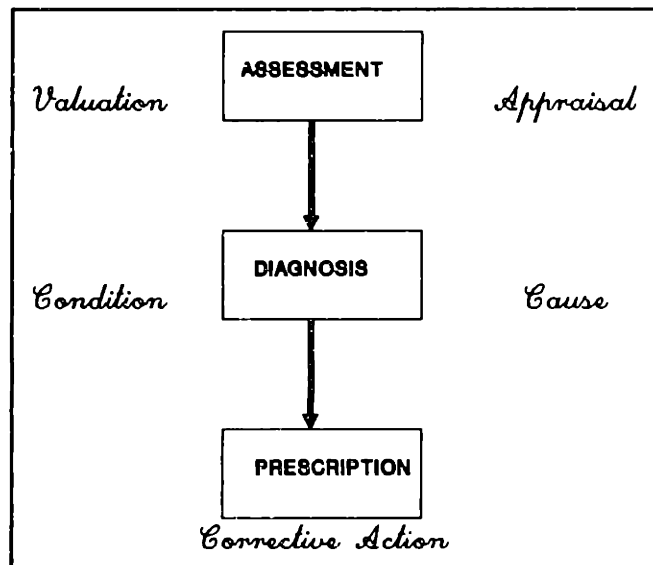 ASSESSMENT
Valuation
Appraisal
DIAGNOSIS
Condition
Cause
PRESCRIPTION
Corrective Action